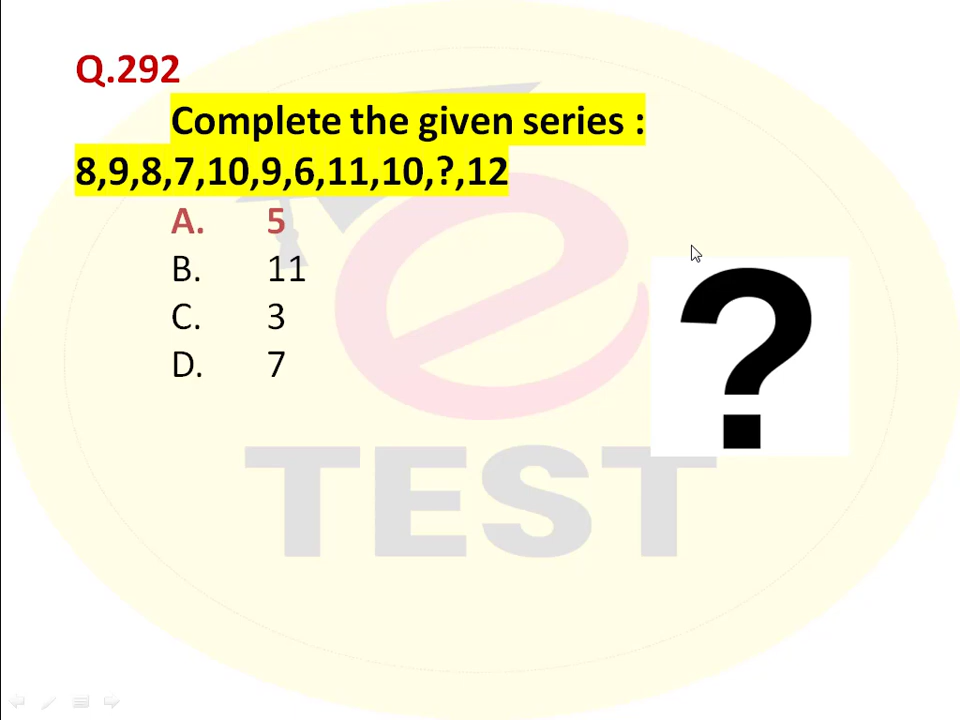 Q.292
Complete the given series :
8,9,8,7,10,9,6,11,10,?,12
A. 5
B. 11
C. 3
D. 7
?
e
TEST